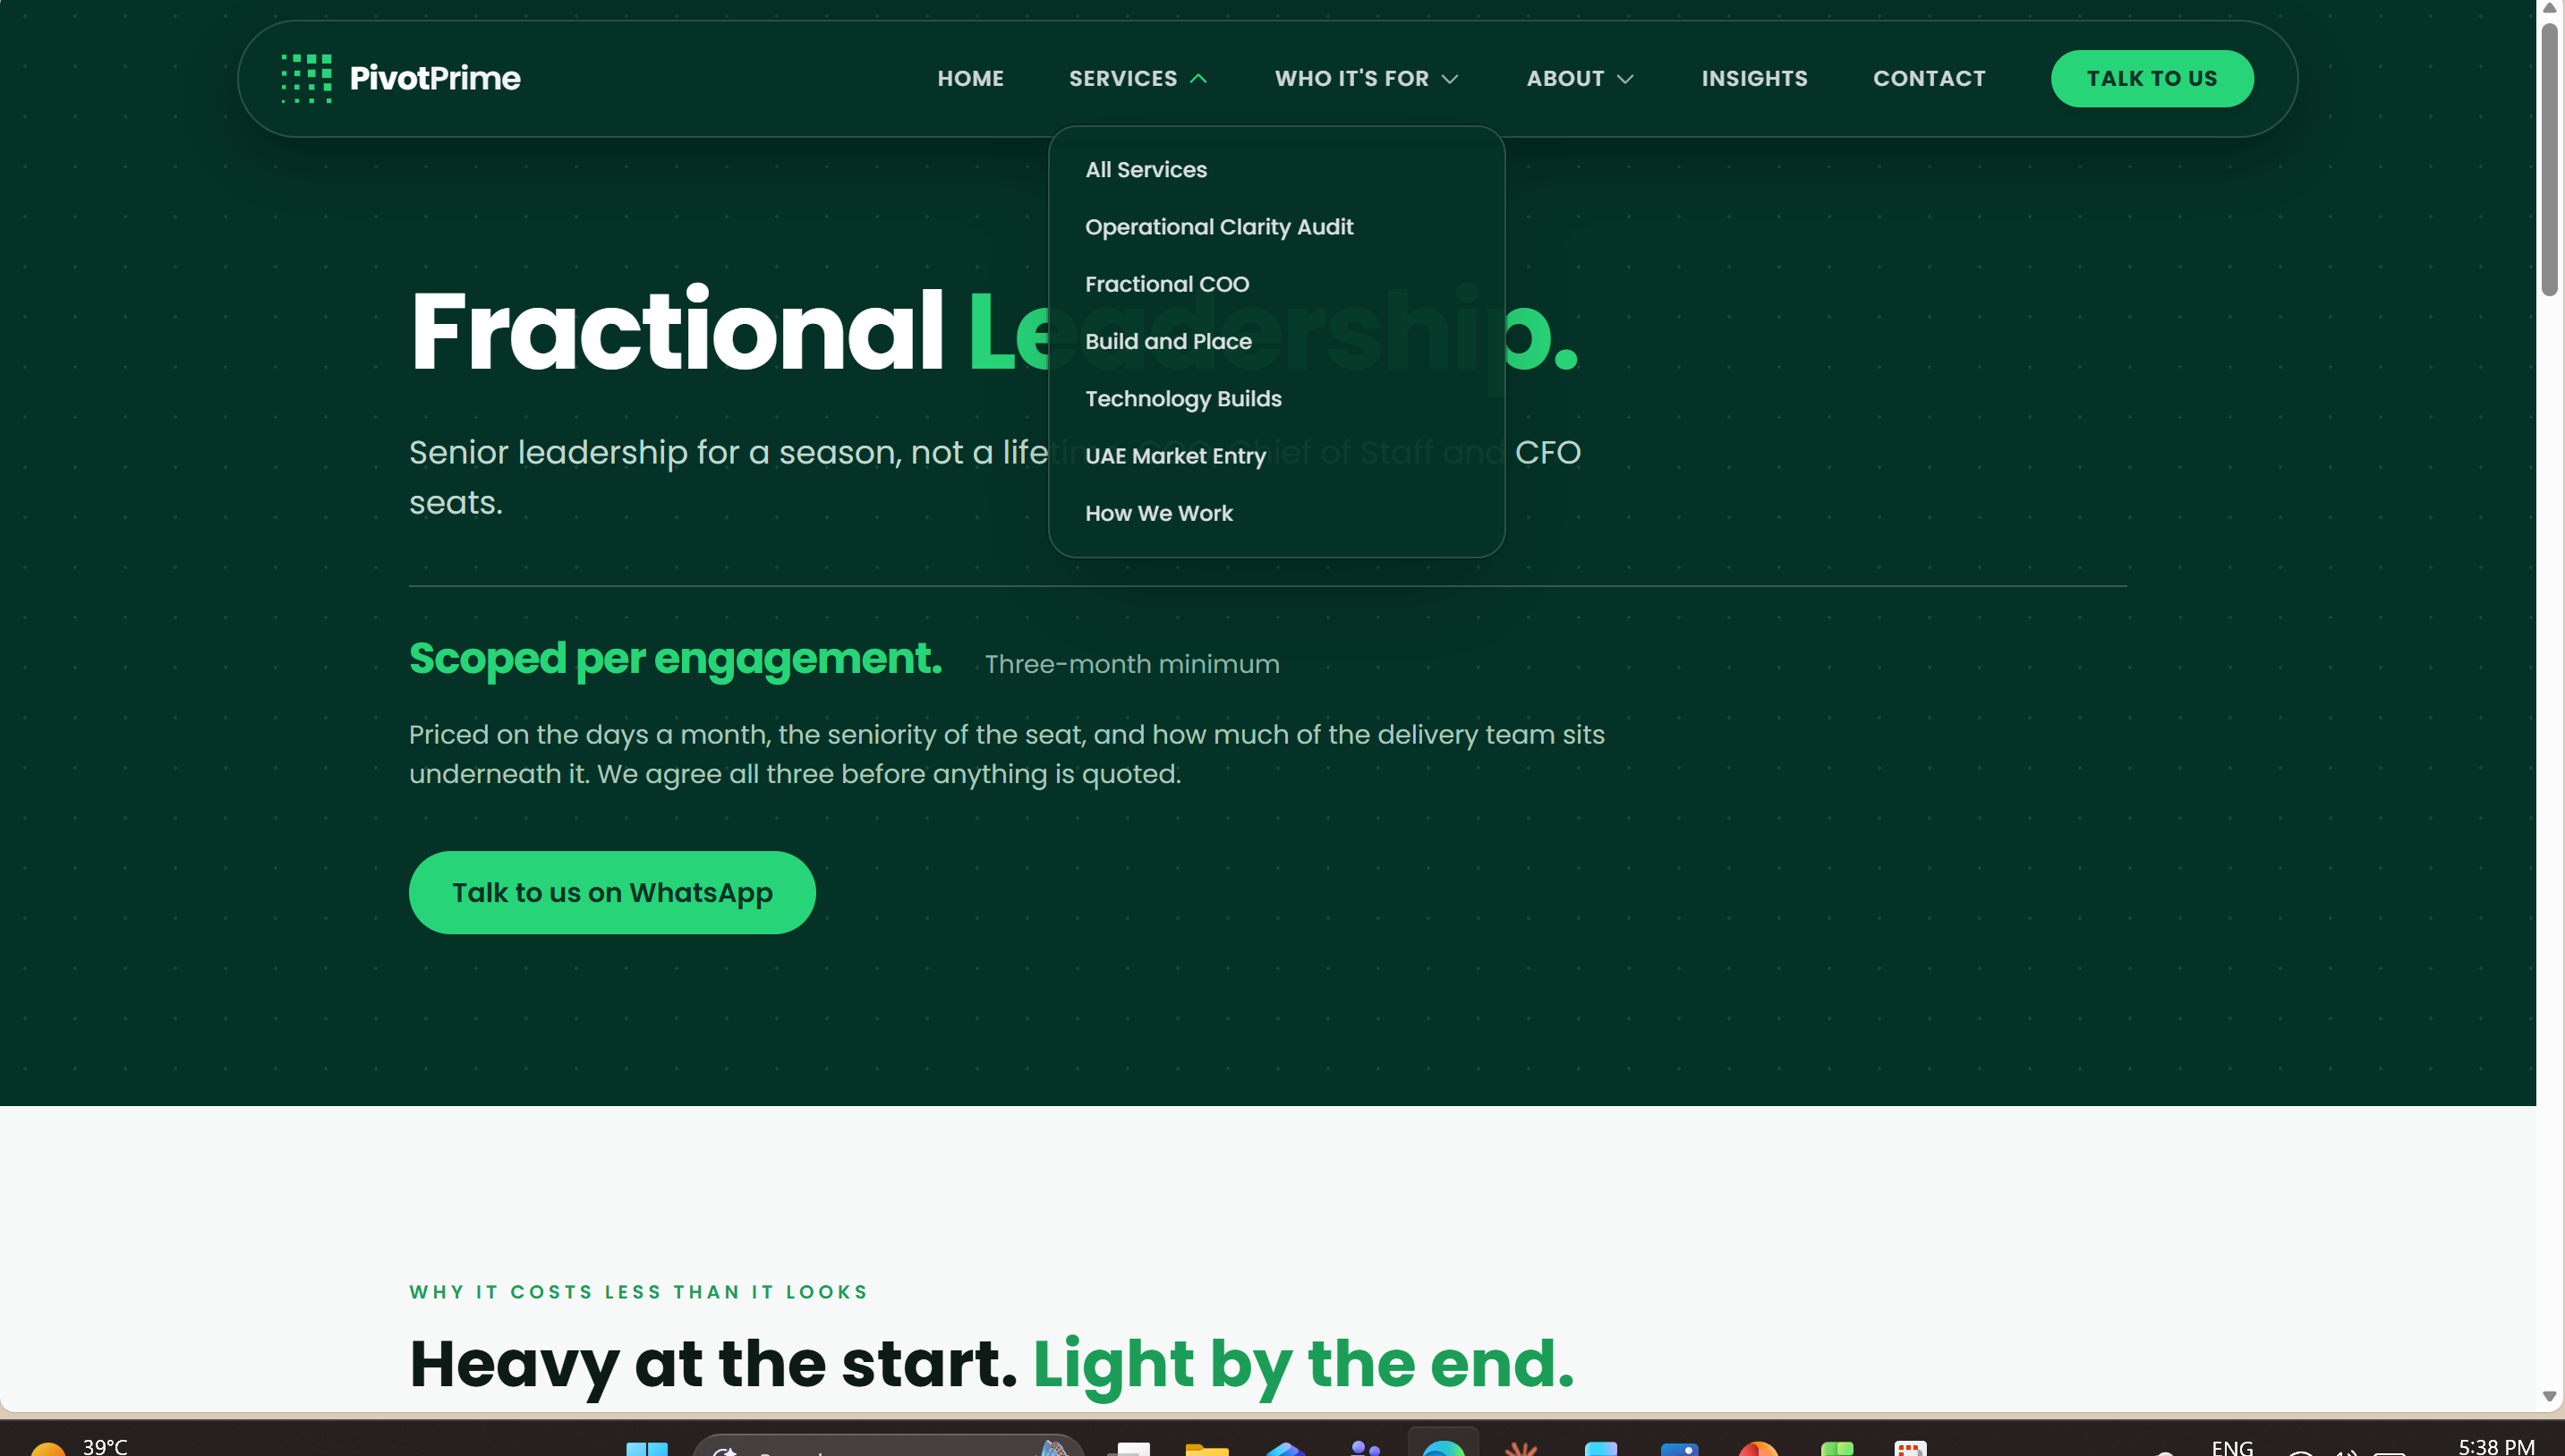 PivotPrime
HOME
SERVICES
WHO IT'S FOR
ABOUT
INSIGHTS
CONTACT
TALK TO US
All Services
Operational Clarity Audit
Fractional COO
Build and Place
Technology Builds
UAE Market Entry
How We Work
Fractional Leadership.
Senior leadership for a season, not a life Chief of Staff and CFO
seats.
Scoped per engagement.
Three-month minimum
Priced on the days a month, the seniority of the seat, and how much of the delivery team sits
underneath it. We agree all three before anything is quoted.
Talk to us on WhatsApp
WHY IT COSTS LESS THAN IT LOOKS
Heavy at the start. Light by the end.
39°C
ENG
5:38 PM